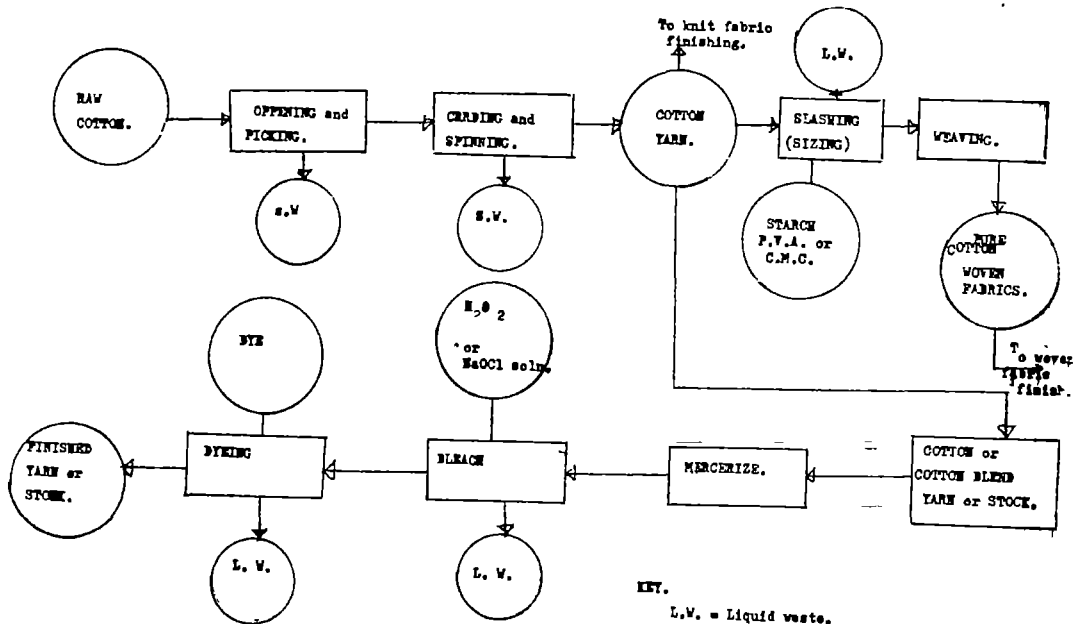 To knit fabric
finishing.
L.W.
RAW
COTTON.
OPPENING and
PICKING.
CRRDING and
SPINNING.
COTTON
YARN.
SLASHING
(SIZING)
WEAVING.
s.W
S.W.
STARCH
P.V.A. or
C.M.C.
PURE
COTTON
WOVEN
FABRICS.
To woven
fabric
finish.
DYE
H2O2
or
NaOCl soln.
FINISHED
YARN or
STOCK.
DYEING
BLEACH
MERCERIZE.
COTTON or
COTTON BLEND
YARN or STOCK.
L. W.
L. W.
KEY.
L.W. = Liquid waste.